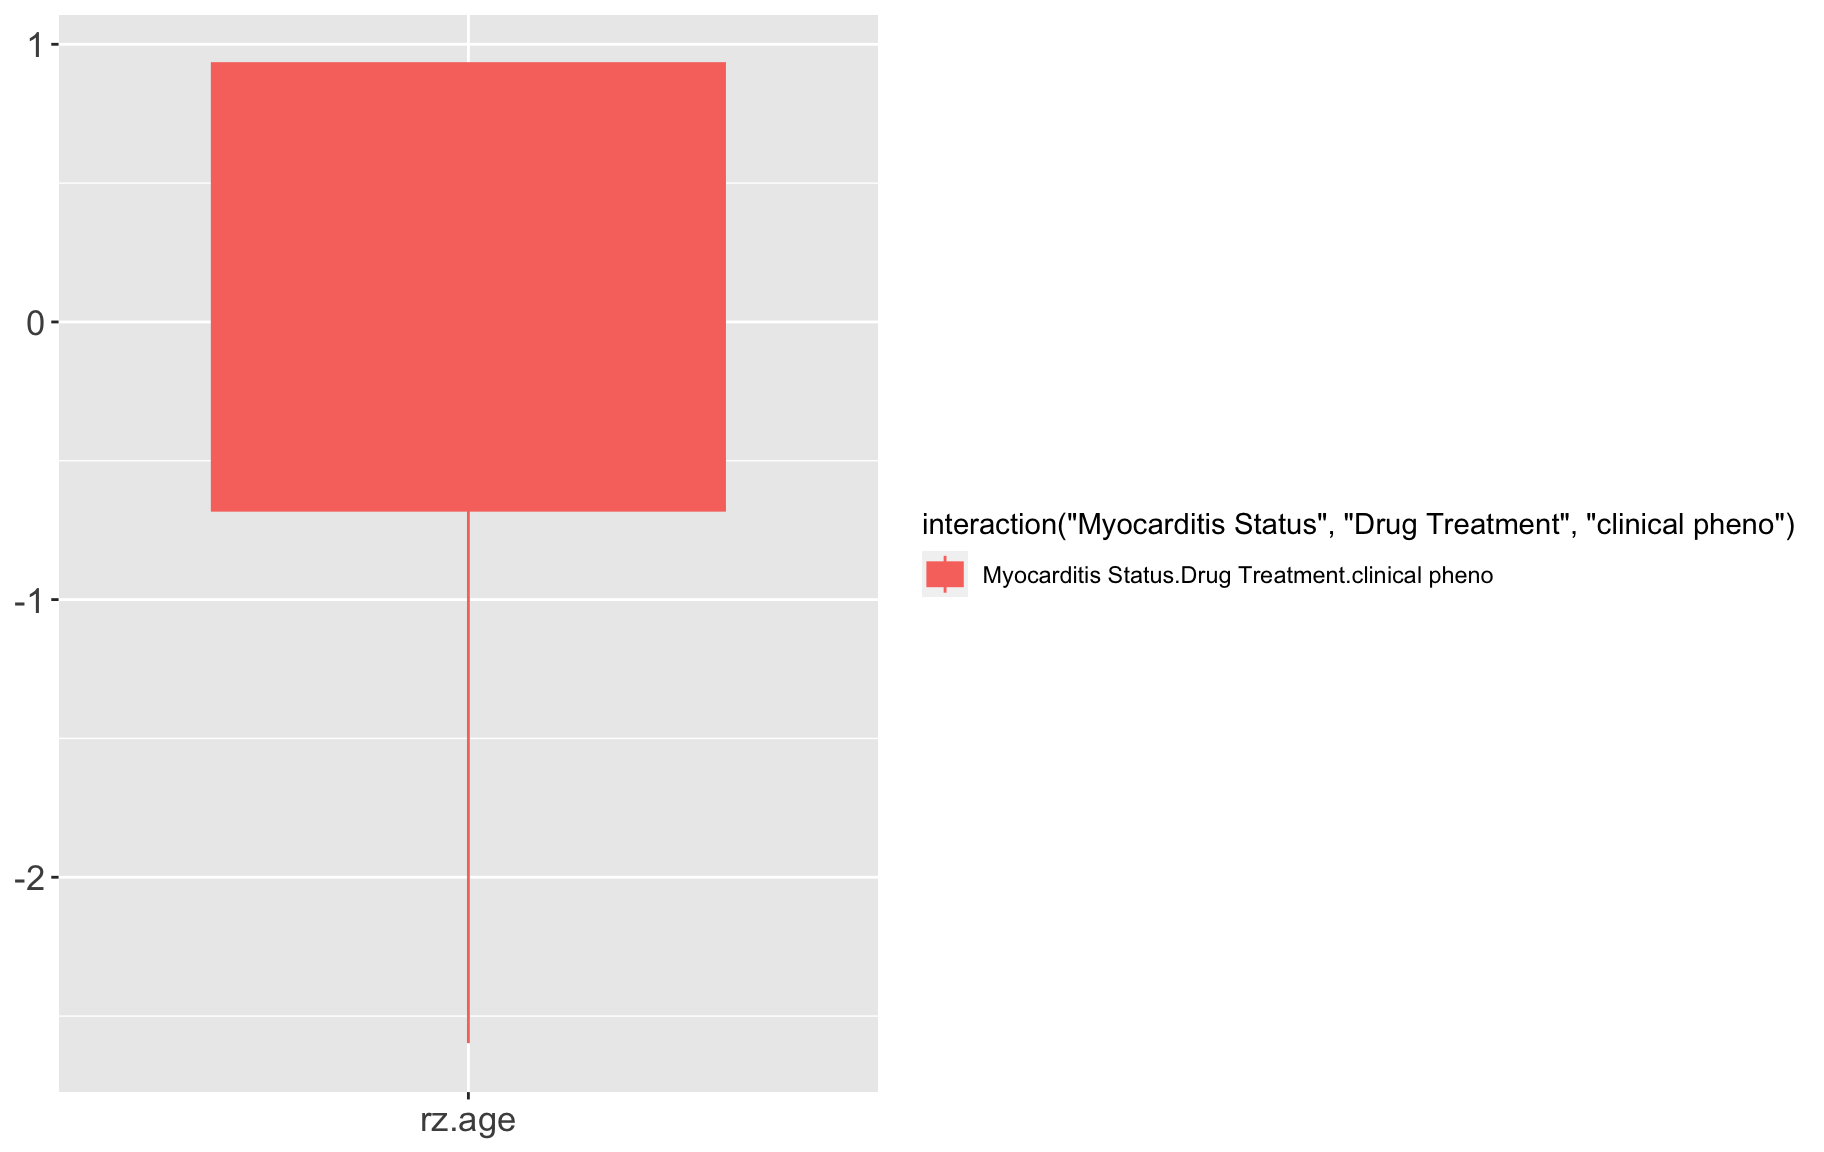 1
0
-1
-2
rz.age
interaction("Myocarditis Status", "Drug Treatment", "clinical pheno")
Myocarditis Status.Drug Treatment.clinical pheno